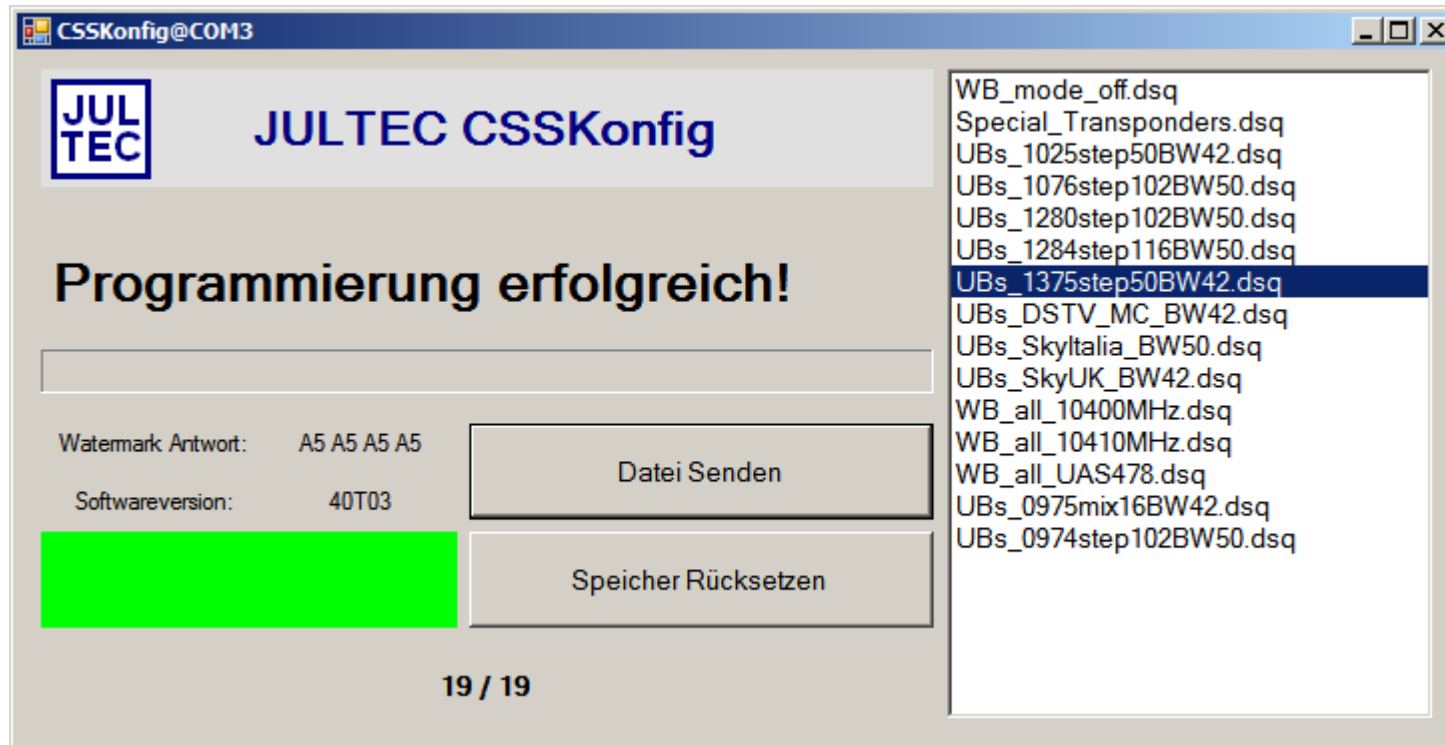 CSSKonfig@COM3
JUL
TEC
JULTEC CSSKonfig
Programmierung erfolgreich!
Watermark Antwort: A5 A5 A5 A5
Softwareversion: 40T03
Datei Senden
Speicher Rücksetzen
19 / 19
WB_mode_off.dsq
Special_Transponders.dsq
UBs_1025step50BW42.dsq
UBs_1076step102BW50.dsq
UBs_1280step102BW50.dsq
UBs_1284step116BW50.dsq
UBs_1375step50BW42.dsq
UBs_DSTV_MC_BW42.dsq
UBs_SkyItalia_BW50.dsq
UBs_SkyUK_BW42.dsq
WB_all_10400MHz.dsq
WB_all_10410MHz.dsq
WB_all_UAS478.dsq
UBs_0975mix16BW42.dsq
UBs_0974step102BW50.dsq